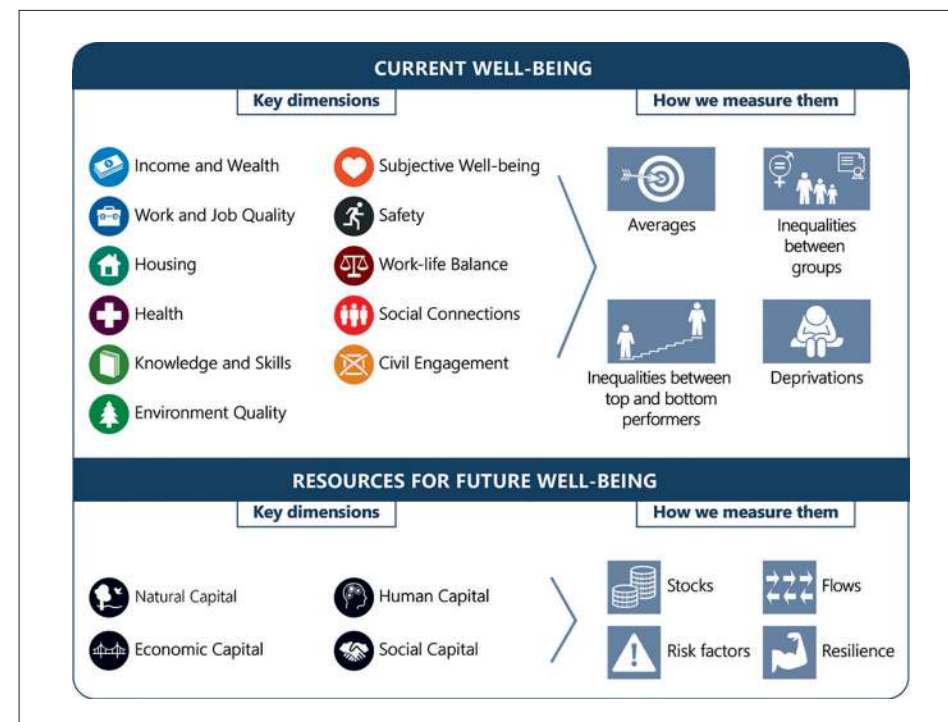 CURRENT WELL-BEING
Key dimensions
How we measure them
Income and Wealth
Subjective Well-being
Work and Job Quality
Safety
Housing
Work-life Balance
Health
Social Connections
Knowledge and Skills
Civil Engagement
Environment Quality
Averages
Inequalities
between
groups
Inequalities between
top and bottom
performers
Deprivations
RESOURCES FOR FUTURE WELL-BEING
Key dimensions
How we measure them
Natural Capital
Human Capital
Economic Capital
Social Capital
Stocks
Flows
Risk factors
Resilience